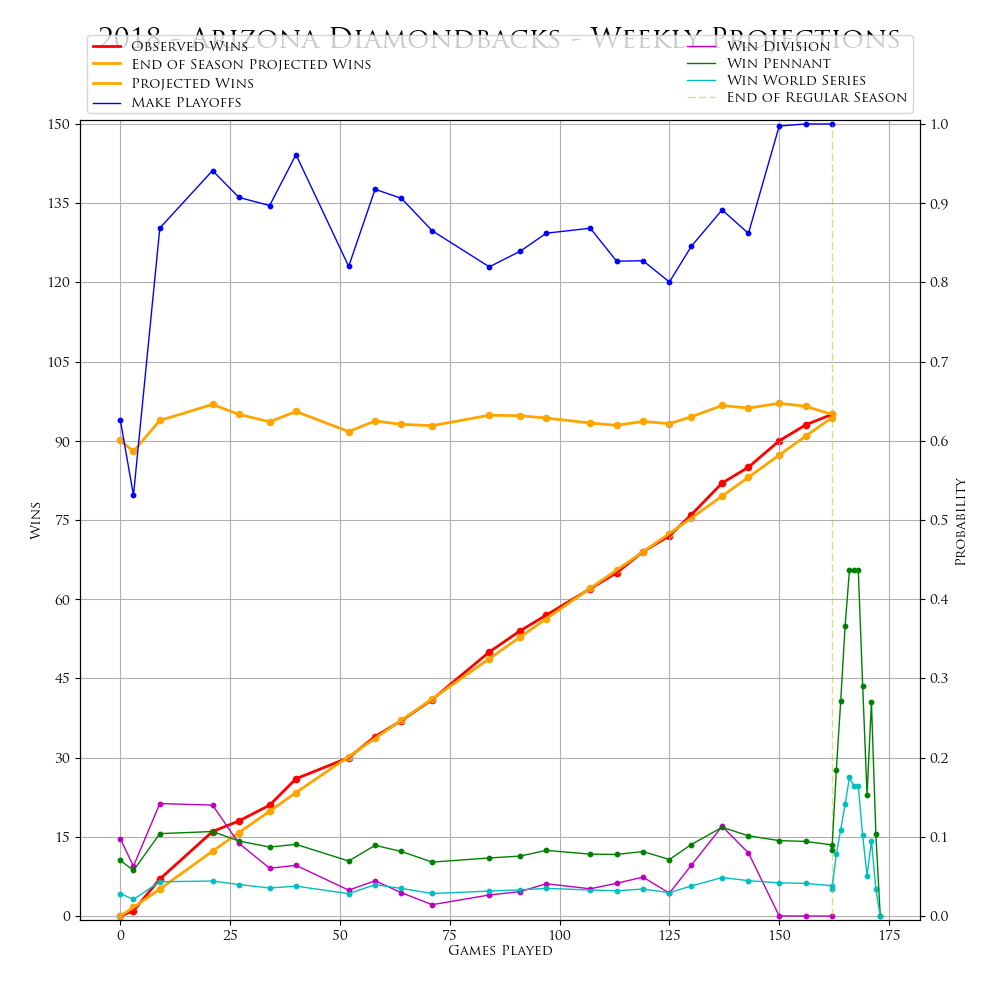 2018 - Arizona Diamondbacks - Weekly Projections
Observed Wins
End of Season Projected Wins
Projected Wins
Make Playoffs
Win Division
Win Pennant
Win World Series
End of Regular Season
150
135
120
105
90
75
60
45
30
15
0
Wins
1.0
0.9
0.8
0.7
0.6
0.5
0.4
0.3
0.2
0.1
0.0
Probability
0 25 50 75 100 125 150 175
Games Played